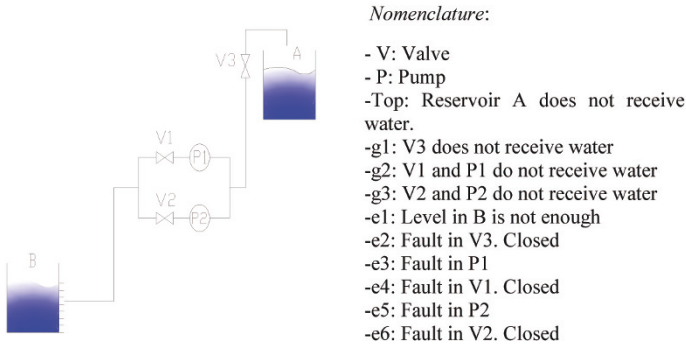 A
V3
V1
P1
V2
P2
B
Nomenclature:
- V: Valve
- P: Pump
-Top: Reservoir A does not receive
water.
-g1: V3 does not receive water
-g2: V1 and P1 do not receive water
-g3: V2 and P2 do not receive water
-e1: Level in B is not enough
-e2: Fault in V3. Closed
-e3: Fault in P1
-e4: Fault in V1. Closed
-e5: Fault in P2
-e6: Fault in V2. Closed